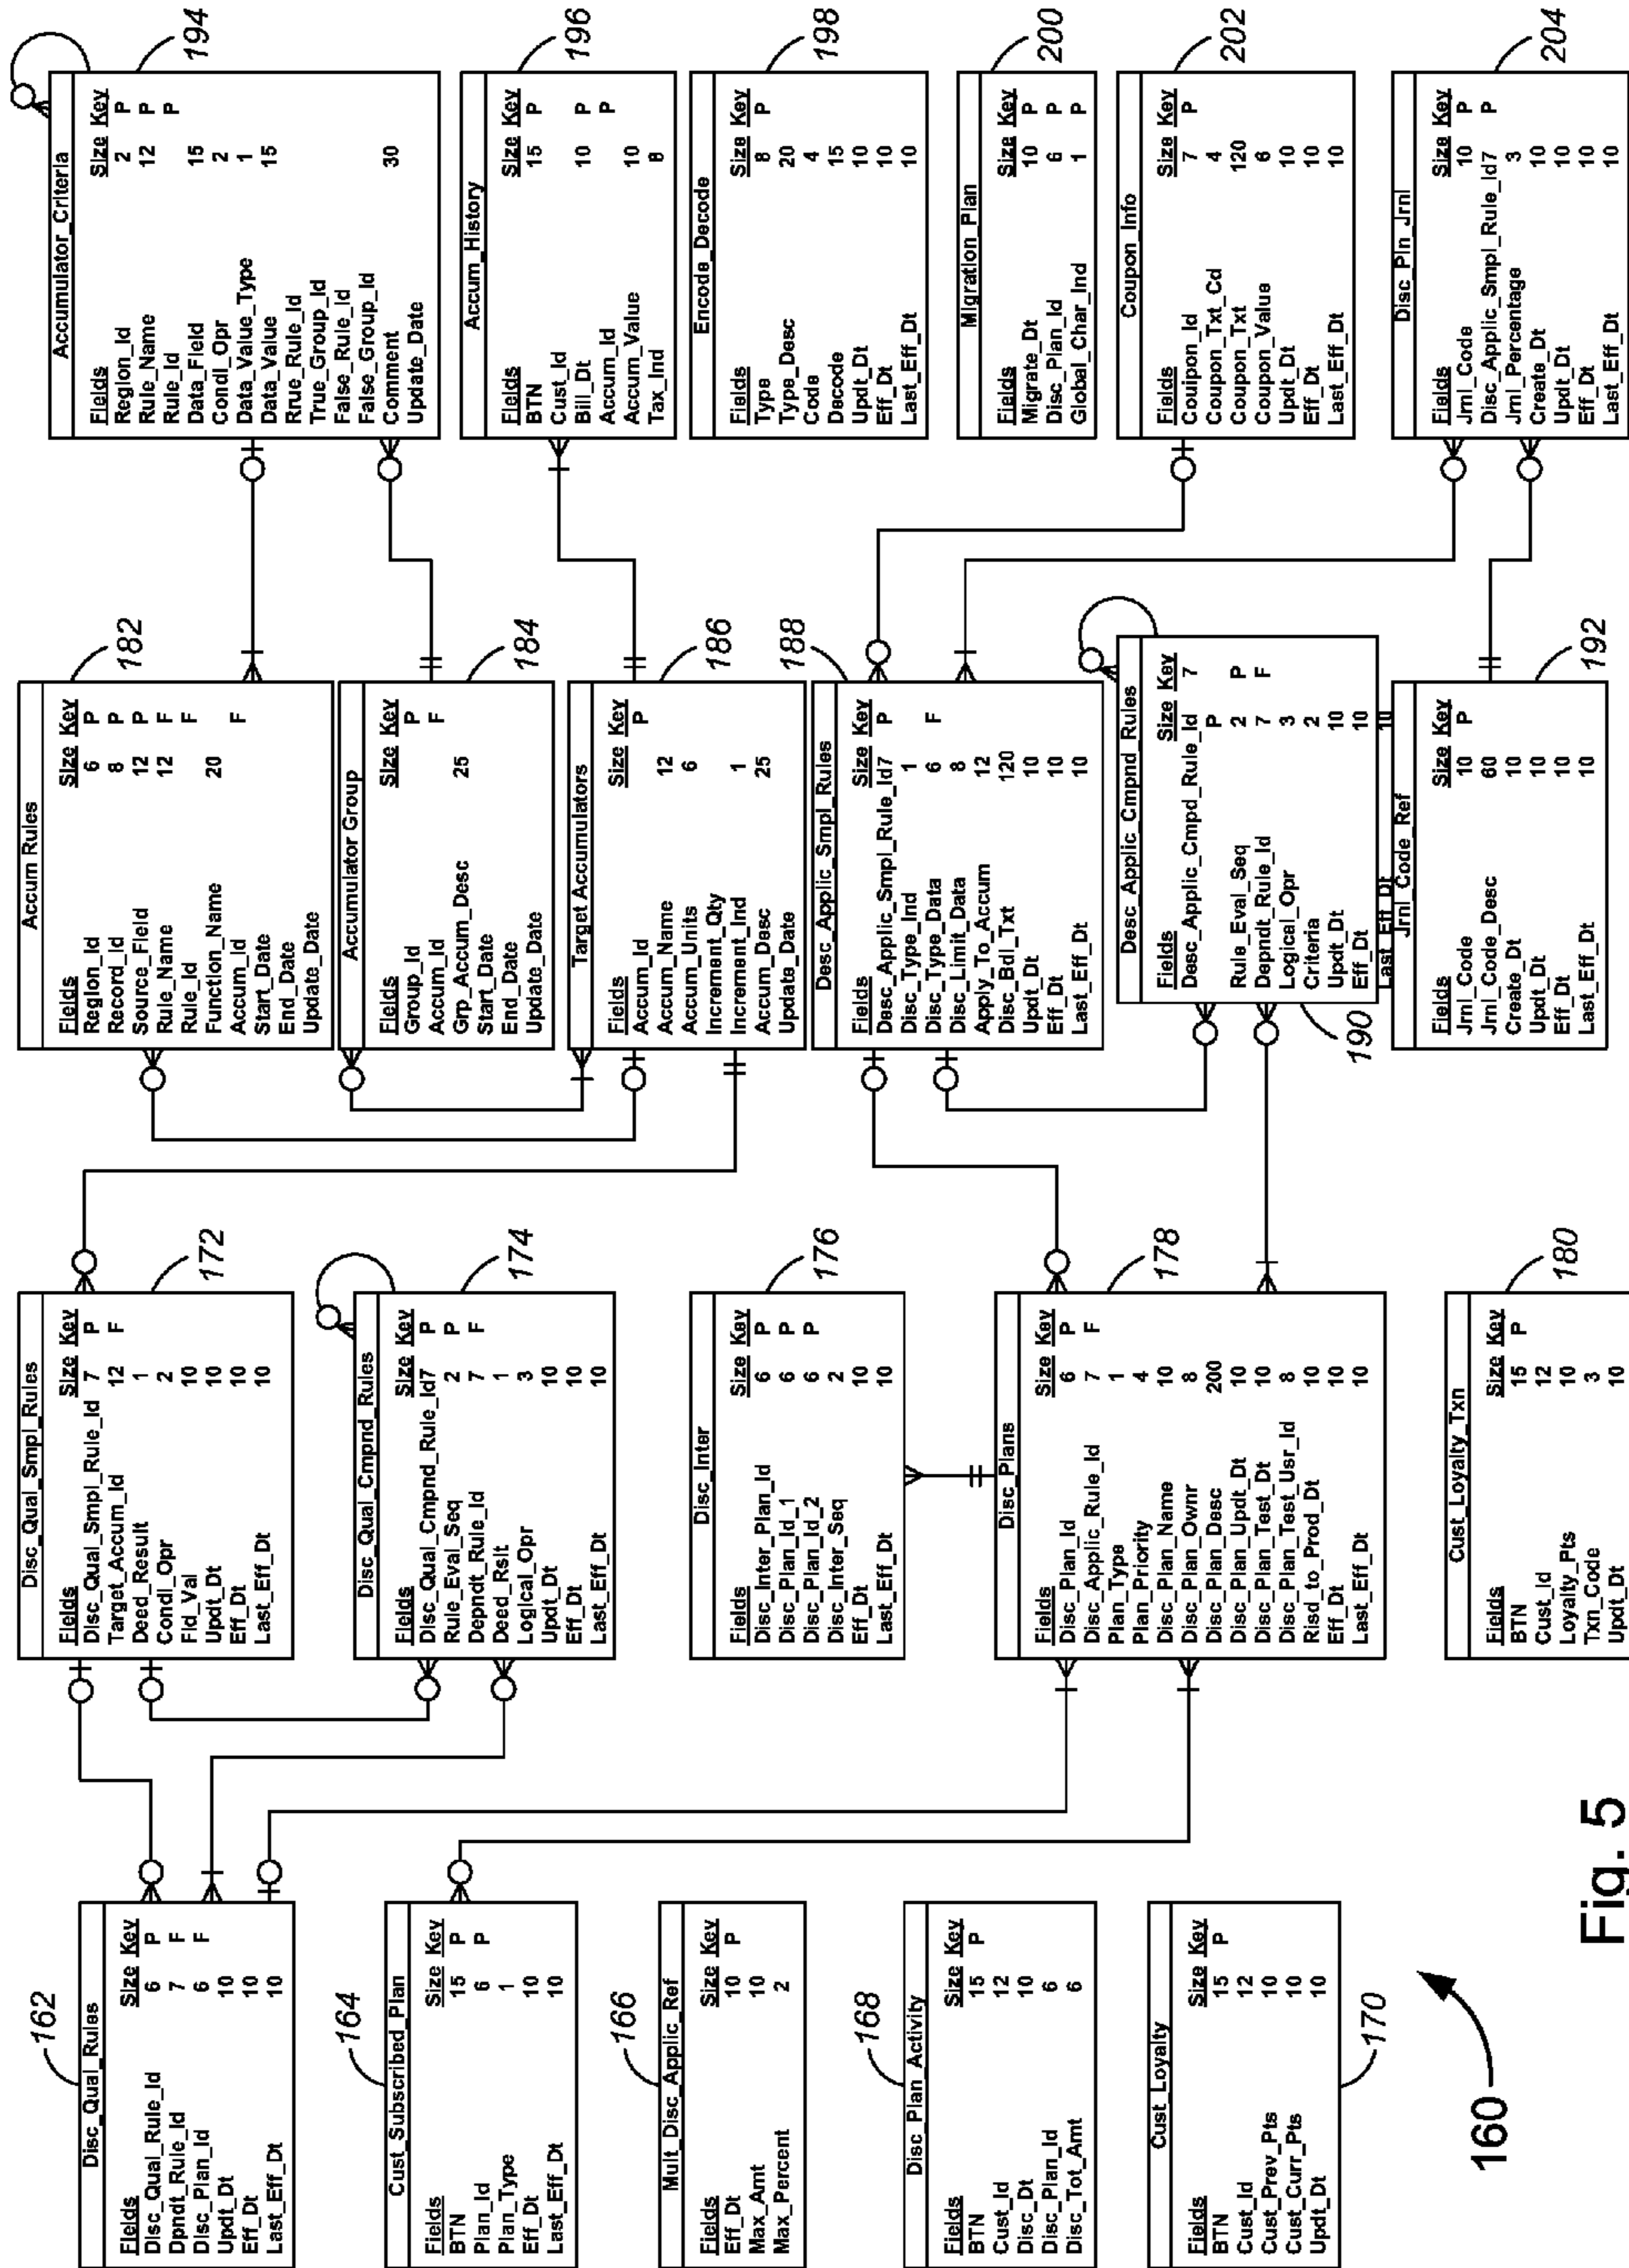 Disc_Qual_Rules
Fields Size Key
Disc_Qual_Rule_Id 6 P
Dpndt_Rule_Id 7 F
Disc_Plan_Id 6 F
Updt_Dt 10
Eff_Dt 10
Last_Eff_Dt 10
162
Cust_Subscribed_Plan
Fields Size Key
BTN 15 P
Plan_Id 6 P
Plan_Type 1
Eff_Dt 10
Last_Eff_Dt 10
164
Mult_Disc_Applic_Ref
Fields Size Key
Eff_Dt 10 P
Max_Amt 10
Max_Percent 2
166
Disc_Plan_Activity
Fields Size Key
BTN 15 P
Cust_Id 12
Disc_Dt 10
Disc_Plan_Id 6
Disc_Tot_Amt 6
168
Cust_Loyalty
Fields Size Key
BTN 15 P
Cust_Id 12
Cust_Prev_Pts 10
Cust_Curr_Pts 10
Updt_Dt 10
170
Disc_Qual_Smpl_Rules
Fields Size Key
Disc_Qual_Smpl_Rule_Id 7 P
Target_Accum_Id 12 F
Deed_Result 1
Condl_Opr 2
Fld_Val 10
Updt_Dt 10
Eff_Dt 10
Last_Eff_Dt 10
172
Disc_Qual_Cmpnd_Rules
Fields Size Key
Disc_Qual_Cmpnd_Rule_Id7 P
Rule_Eval_Seq 2 P
Depndt_Rule_Id 7 F
Deed_Rslt 1
Logical_Opr 3
Updt_Dt 10
Eff_Dt 10
Last_Eff_Dt 10
174
Disc_Inter
Fields Size Key
Disc_Inter_Plan_Id 6 P
Disc_Plan_Id_1 6 P
Disc_Plan_Id_2 6 P
Disc_Inter_Seq 2
Eff_Dt 10
Last_Eff_Dt 10
176
Disc_Plans
Fields Size Key
Disc_Plan_Id 6 P
Disc_Applic_Rule_Id 7 F
Plan_Type 1
Plan_Priority 4
Disc_Plan_Name 10
Disc_Plan_Ownr 8
Disc_Plan_Desc 200
Disc_Plan_Updt_Dt 10
Disc_Plan_Test_Dt 10
Disc_Plan_Test_Usr_Id 8
Risd_to_Prod_Dt 10
Eff_Dt 10
Last_Eff_Dt 10
178
Cust_Loyalty_Txn
Fields Size Key
BTN 15 P
Cust_Id 12
Loyalty_Pts 10
Txn_Code 3
Updt_Dt 10
180
Accum Rules
Fields Size Key
Region_Id 6 P
Record_Id 8 P
Source_Field 12 P
Rule_Name 12 F
Rule_Id F
Function_Name 20
Accum_Id F
Start_Date
End_Date
Update_Date
182
Accumulator Group
Fields Size Key
Group_Id P
Accum_Id F
Grp_Accum_Desc 25
Start_Date
End_Date
Update_Date
184
Target Accumulators
Fields Size Key
Accum_Id P
Accum_Name 12
Accum_Units 6
Increment_Qty
Increment_Ind 1
Accum_Desc 25
Update_Date
186
Desc_Applic_Smpl_Rules
Fields Size Key
Desc_Applic_Smpl_Rule_Id7 P
Disc_Type_Ind 1
Disc_Type_Data 6 F
Disc_Limit_Data 8
Apply_To_Accum 12
Disc_Bdl_Txt 120
Updt_Dt 10
Eff_Dt 10
Last_Eff_Dt 10
188
Desc_Applic_Cmpnd_Rules
Fields Size Key
Desc_Applic_Cmpd_Rule_Id 7
P
Rule_Eval_Seq 2 P
Depndt_Rule_Id 7 F
Logical_Opr 3
Criteria 2
Updt_Dt 10
Eff_Dt 10
Last_Eff_Dt 10
190
Jrnl_Code_Ref
Fields Size Key
Jrnl_Code 10 P
Jrnl_Code_Desc 60
Create_Dt 10
Updt_Dt 10
Eff_Dt 10
Last_Eff_Dt 10
192
Accumulator_Criteria
Fields Size Key
Region_Id 2 P
Rule_Name 12 P
Rule_Id P
Data_Field 15
Condl_Opr 2
Data_Value_Type 1
Data_Value 15
Rrue_Rule_Id
True_Group_Id
False_Rule_Id
False_Group_Id
Comment 30
Update_Date
194
Accum_History
Fields Size Key
BTN 15 P
Cust_Id
Bill_Dt 10 P
Accum_Id P
Accum_Value 10
Tax_Ind 8
196
Encode_Decode
Fields Size Key
Type 8 P
Type_Desc 20
Code 4
Decode 15
Updt_Dt 10
Eff_Dt 10
Last_Eff_Dt 10
198
Migration_Plan
Fields Size Key
Migrate_Dt 10 P
Disc_Plan_Id 6 P
Global_Char_Ind 1 P
200
Coupon_Info
Fields Size Key
Couipon_Id 7 P
Coupon_Txt_Cd 4
Coupon_Txt 120
Coupon_Value 6
Updt_Dt 10
Eff_Dt 10
Last_Eff_Dt 10
202
Disc_Pln_Jrnl
Fields Size Key
Jrnl_Code 10 P
Disc_Applic_Smpl_Rule_Id7 P
Jrnl_Percentage 3
Create_Dt 10
Updt_Dt 10
Eff_Dt 10
Last_Eff_Dt 10
204
160
Fig. 5